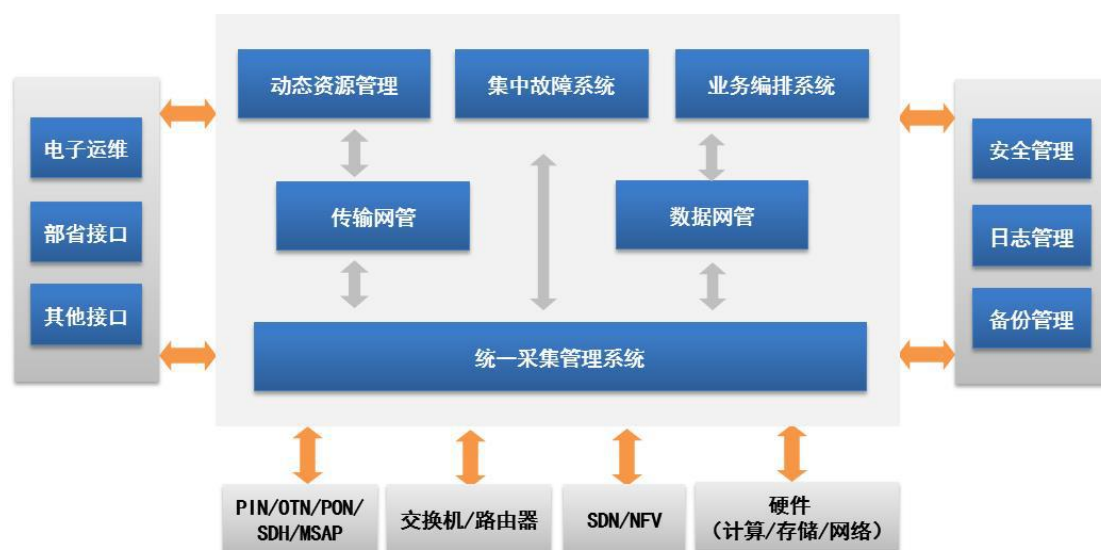 动态资源管理
集中故障系统
业务编排系统
电子运维
部省接口
其他接口
传输网管
数据网管
安全管理
日志管理
备份管理
统一采集管理系统
PIN/OTN/PON/
SDH/MSAP
交换机/路由器
SDN/NFV
硬件
（计算/存储/网络）